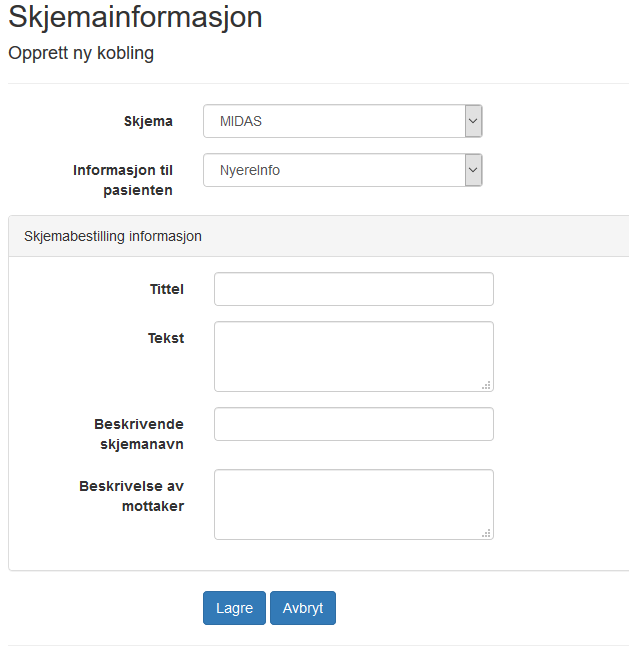 Skjemainformasjon
Opprett ny kobling
Skjema
MIDAS
Informasjon til
pasienten
NyereInfo
Skjemabestilling informasjon
Tittel
Tekst
Beskrivende
skjemanavn
Beskrivelse av
mottaker
Lagre
Avbryt